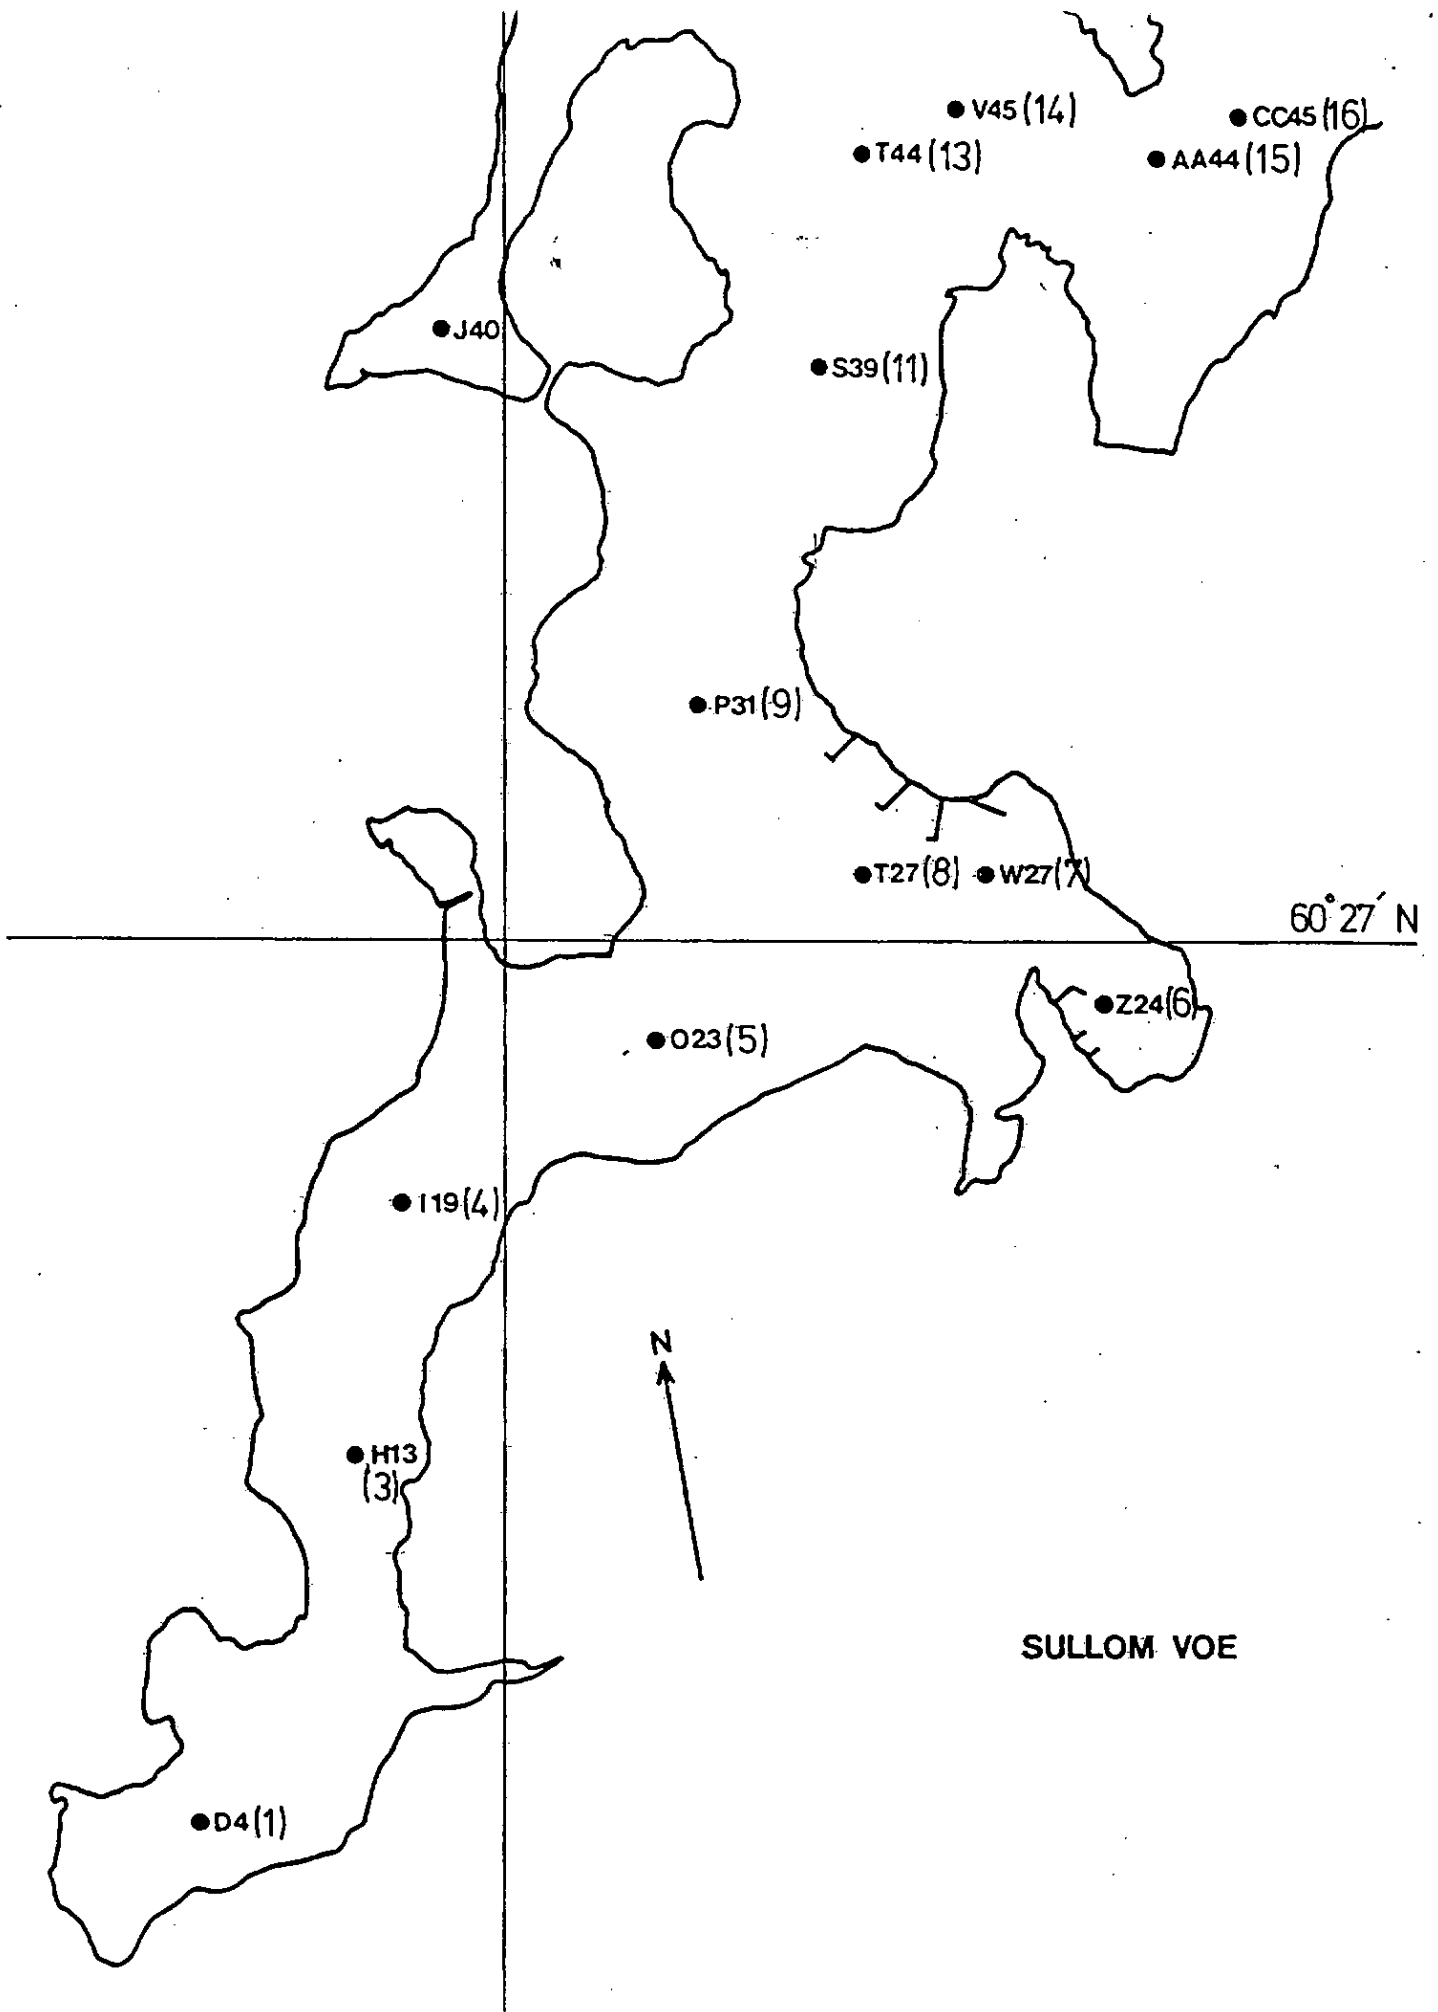 V45(14)
CC45(16)
T44(13)
AA44(15)
J40
S39(11)
P31(9)
T27(8)
W27(7)
60°27´N
Z24(6)
O23(5)
I19(4)
N
H13
(3)
SULLOM VOE
D4(1)